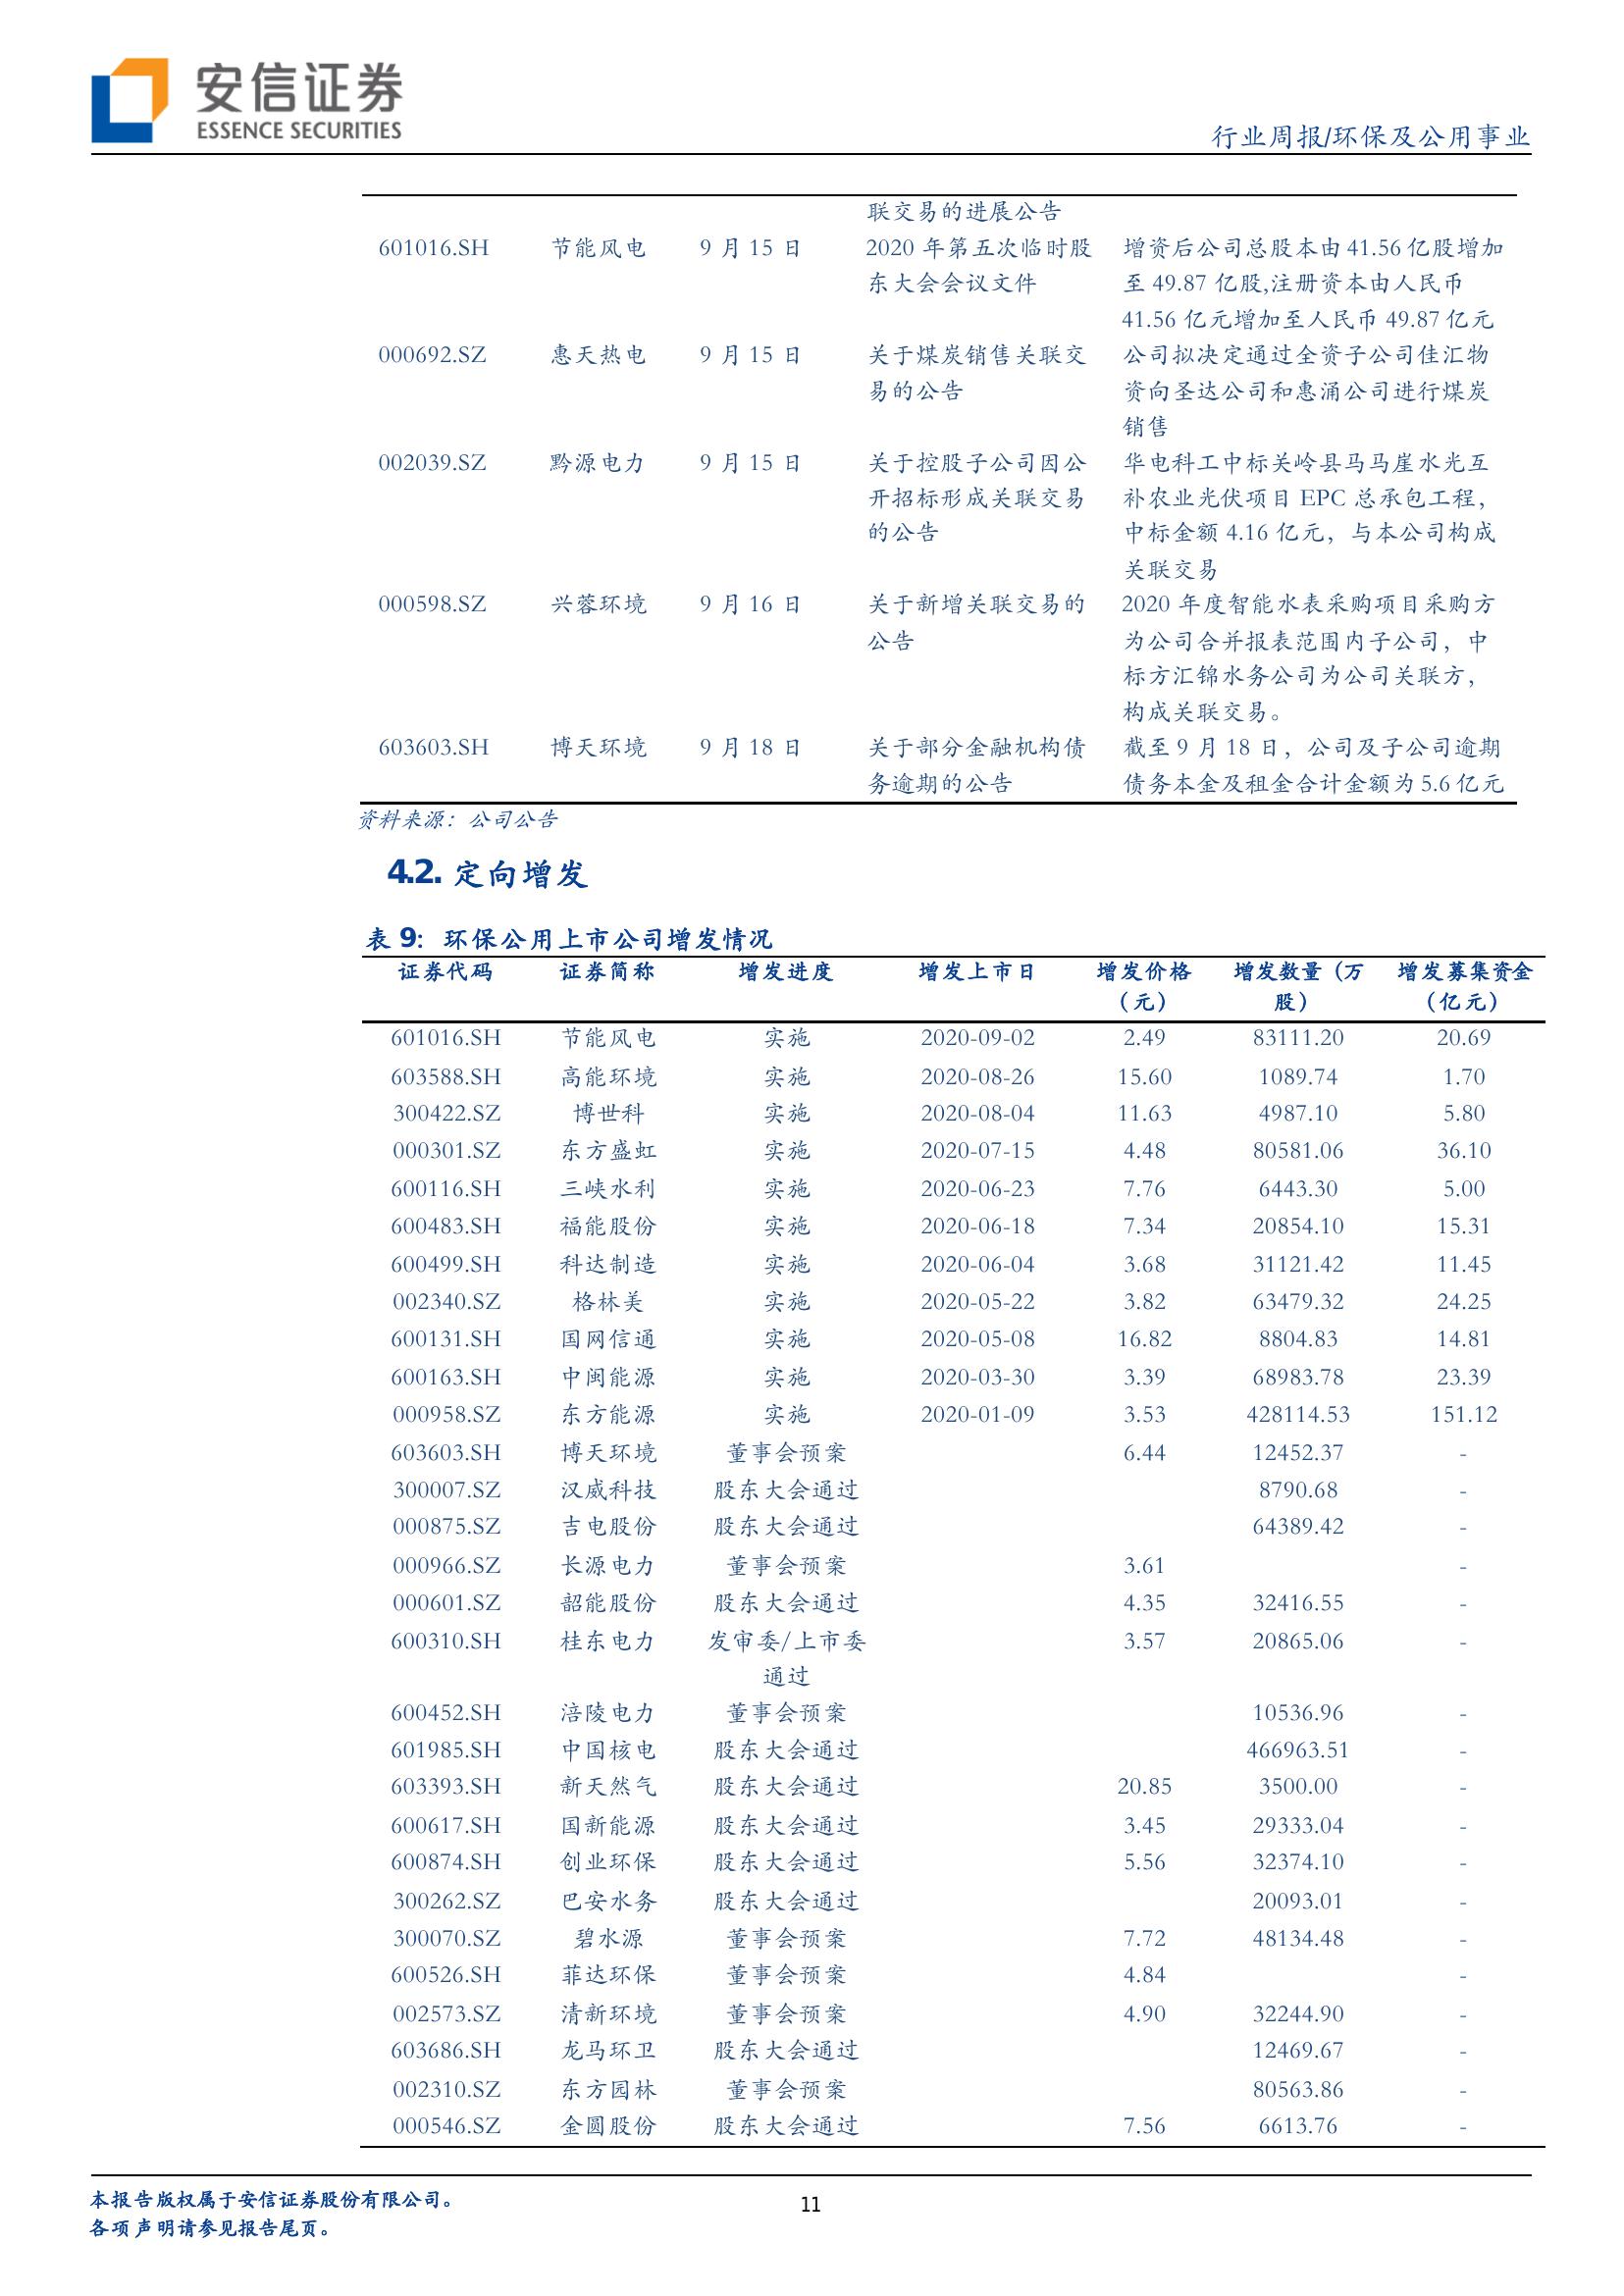 安信证券
ESSENCE SECURITIES
行业周报/环保及公用事业
联交易的进展公告
601016.SH 节能风电 9 月 15 日 2020 年第五次临时股 增资后公司总股本由 41.56 亿股增加
东大会会议文件 至 49.87 亿股,注册资本由人民币
41.56 亿元增加至人民币 49.87 亿元
000692.SZ 惠天热电 9 月 15 日 关于煤炭销售关联交 公司拟决定通过全资子公司佳汇物
易的公告 资向圣达公司和惠涌公司进行煤炭
销售
002039.SZ 黔源电力 9 月 15 日 关于控股子公司因公 华电科工中标关岭县马马崖水光互
开招标形成关联交易 补农业光伏项目 EPC 总承包工程，
的公告 中标金额 4.16 亿元，与本公司构成
关联交易
000598.SZ 兴蓉环境 9 月 16 日 关于新增关联交易的 2020 年度智能水表采购项目采购方
公告 为公司合并报表范围内子公司，中
标方汇锦水务公司为公司关联方，
构成关联交易。
603603.SH 博天环境 9 月 18 日 关于部分金融机构债 截至 9 月 18 日，公司及子公司逾期
务逾期的公告 债务本金及租金合计金额为 5.6 亿元
资料来源：公司公告
4.2. 定向增发
表 9: 环保公用上市公司增发情况
证券代码 证券简称 增发进度 增发上市日 增发价格 增发数量（万 增发募集资金
（元） 股） （亿元）
601016.SH 节能风电 实施 2020-09-02 2.49 83111.20 20.69
603588.SH 高能环境 实施 2020-08-26 15.60 1089.74 1.70
300422.SZ 博世科 实施 2020-08-04 11.63 4987.10 5.80
000301.SZ 东方盛虹 实施 2020-07-15 4.48 80581.06 36.10
600116.SH 三峡水利 实施 2020-06-23 7.76 6443.30 5.00
600483.SH 福能股份 实施 2020-06-18 7.34 20854.10 15.31
600499.SH 科达制造 实施 2020-06-04 3.68 31121.42 11.45
002340.SZ 格林美 实施 2020-05-22 3.82 63479.32 24.25
600131.SH 国网信通 实施 2020-05-08 16.82 8804.83 14.81
600163.SH 中闽能源 实施 2020-03-30 3.39 68983.78 23.39
000958.SZ 东方能源 实施 2020-01-09 3.53 428114.53 151.12
603603.SH 博天环境 董事会预案 6.44 12452.37 -
300007.SZ 汉威科技 股东大会通过 8790.68 -
000875.SZ 吉电股份 股东大会通过 64389.42 -
000966.SZ 长源电力 董事会预案 3.61 -
000601.SZ 韶能股份 股东大会通过 4.35 32416.55 -
600310.SH 桂东电力 发审委/上市委 3.57 20865.06 -
通过
600452.SH 涪陵电力 董事会预案 10536.96 -
601985.SH 中国核电 股东大会通过 466963.51 -
603393.SH 新天然气 股东大会通过 20.85 3500.00 -
600617.SH 国新能源 股东大会通过 3.45 29333.04 -
600874.SH 创业环保 股东大会通过 5.56 32374.10 -
300262.SZ 巴安水务 股东大会通过 20093.01 -
300070.SZ 碧水源 董事会预案 7.72 48134.48 -
600526.SH 菲达环保 董事会预案 4.84 -
002573.SZ 清新环境 董事会预案 4.90 32244.90 -
603686.SH 龙马环卫 股东大会通过 12469.67 -
002310.SZ 东方园林 董事会预案 80563.86 -
000546.SZ 金圆股份 股东大会通过 7.56 6613.76 -
本报告版权属于安信证券股份有限公司。
各项声明请参见报告尾页。
11